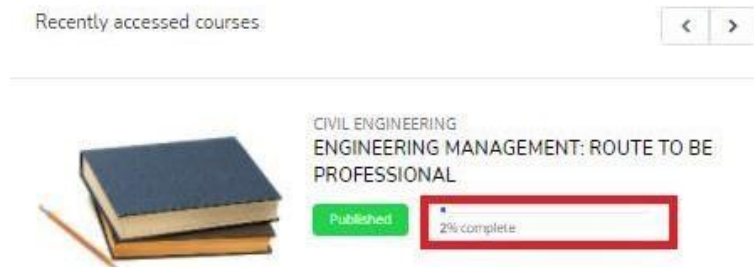 Recently accessed courses
CIVIL ENGINEERING
ENGINEERING MANAGEMENT: ROUTE TO BE
PROFESSIONAL
Published
2% complete